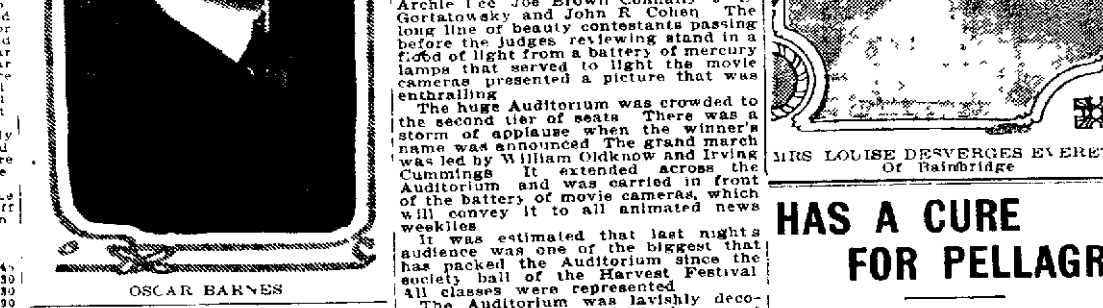 OSCAR BARNES
Archie Lee Joe Brown Connally
Gortatowsky and John R Cohen The
long line of beauty contestants passing
before the judges reviewing stand in a
flood of light from a battery of mercury
lamps that served to light the movie
cameras presented a picture that was
enthralling
The huge Auditorium was crowded to
the second tier of seats There was a
storm of applause when the winner's
name was announced The grand march
was led by William Oldknow and Irving
Cummings It extended across the
Auditorium and was carried in front
of the battery of movie cameras, which
will convey it to all animated news
weeklies
It was estimated that last nights
audience was one of the biggest that
has packed the Auditorium since the
society ball of the Harvest Festival
All classes were represented
The Auditorium was lavishly deco-
MRS LOUISE DESVERGES EVERE
Of Bainbridge
HAS A CURE
FOR PELLAGR